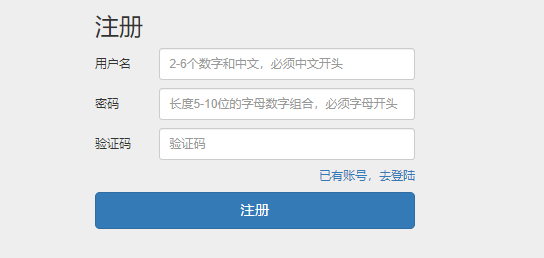 注册
用户名 2-6个数字和中文，必须中文开头
密码 长度5-10位的字母数字组合，必须字母开头
验证码 验证码
已有账号，去登陆
注册